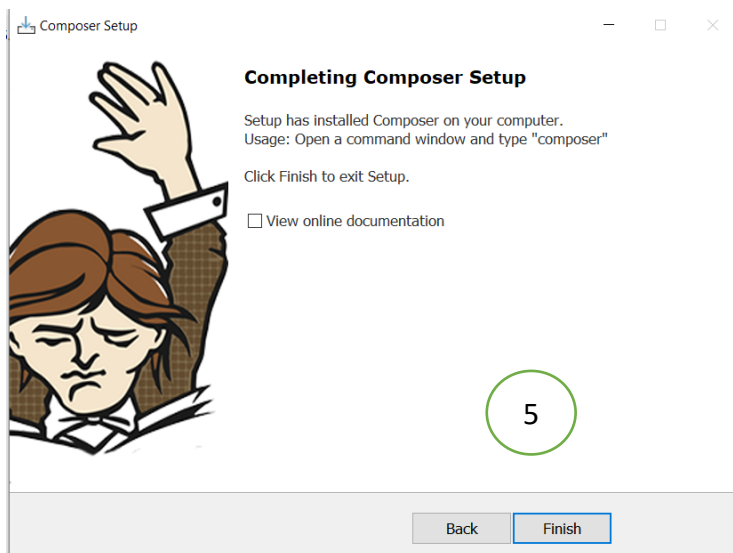 Composer Setup
Completing Composer Setup
Setup has installed Composer on your computer.
Usage: Open a command window and type "composer"
Click Finish to exit Setup.
View online documentation
5
Back
Finish